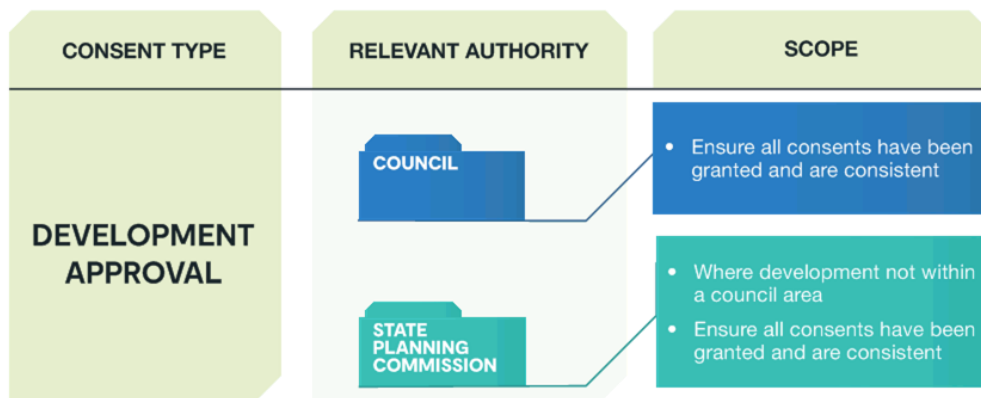 CONSENT TYPE
RELEVANT AUTHORITY
SCOPE
DEVELOPMENT
APPROVAL
COUNCIL
• Ensure all consents have been
granted and are consistent
STATE
PLANNING
COMMISSION
• Where development not within
a council area
• Ensure all consents have been
granted and are consistent